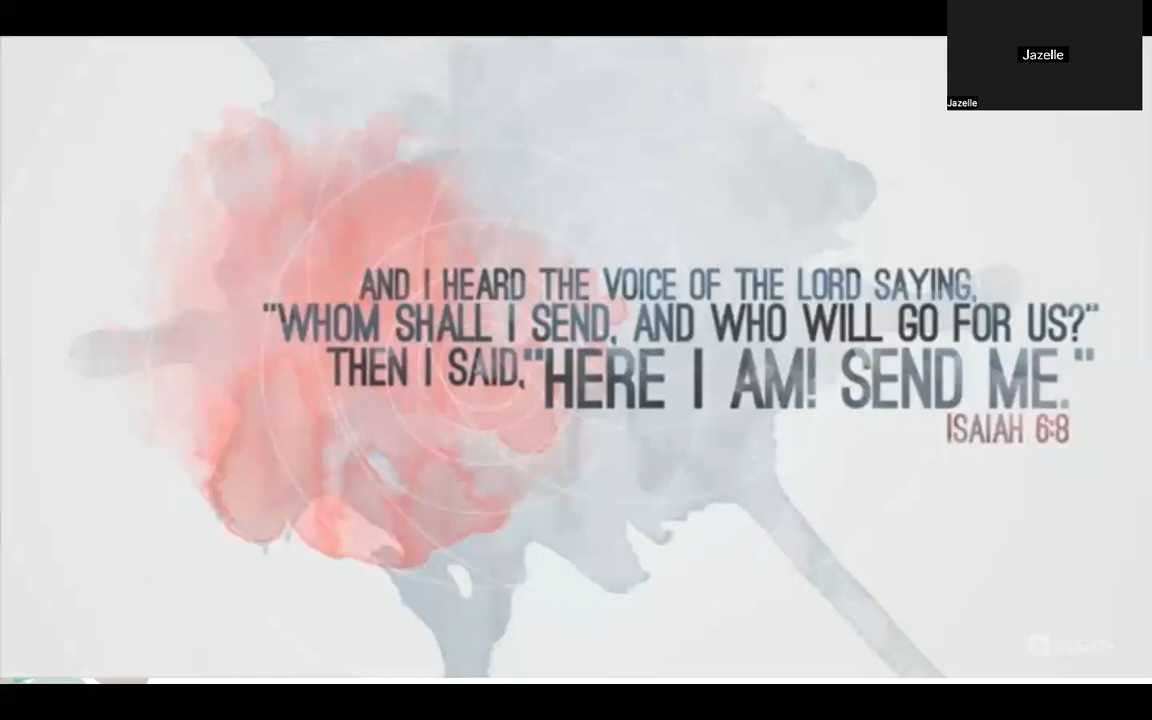 Jazelle
Jazelle
AND I HEARD THE VOICE OF THE LORD SAYING,
"WHOM SHALL I SEND, AND WHO WILL GO FOR US?"
THEN I SAID, "HERE I AM! SEND ME."
ISAIAH 6:8